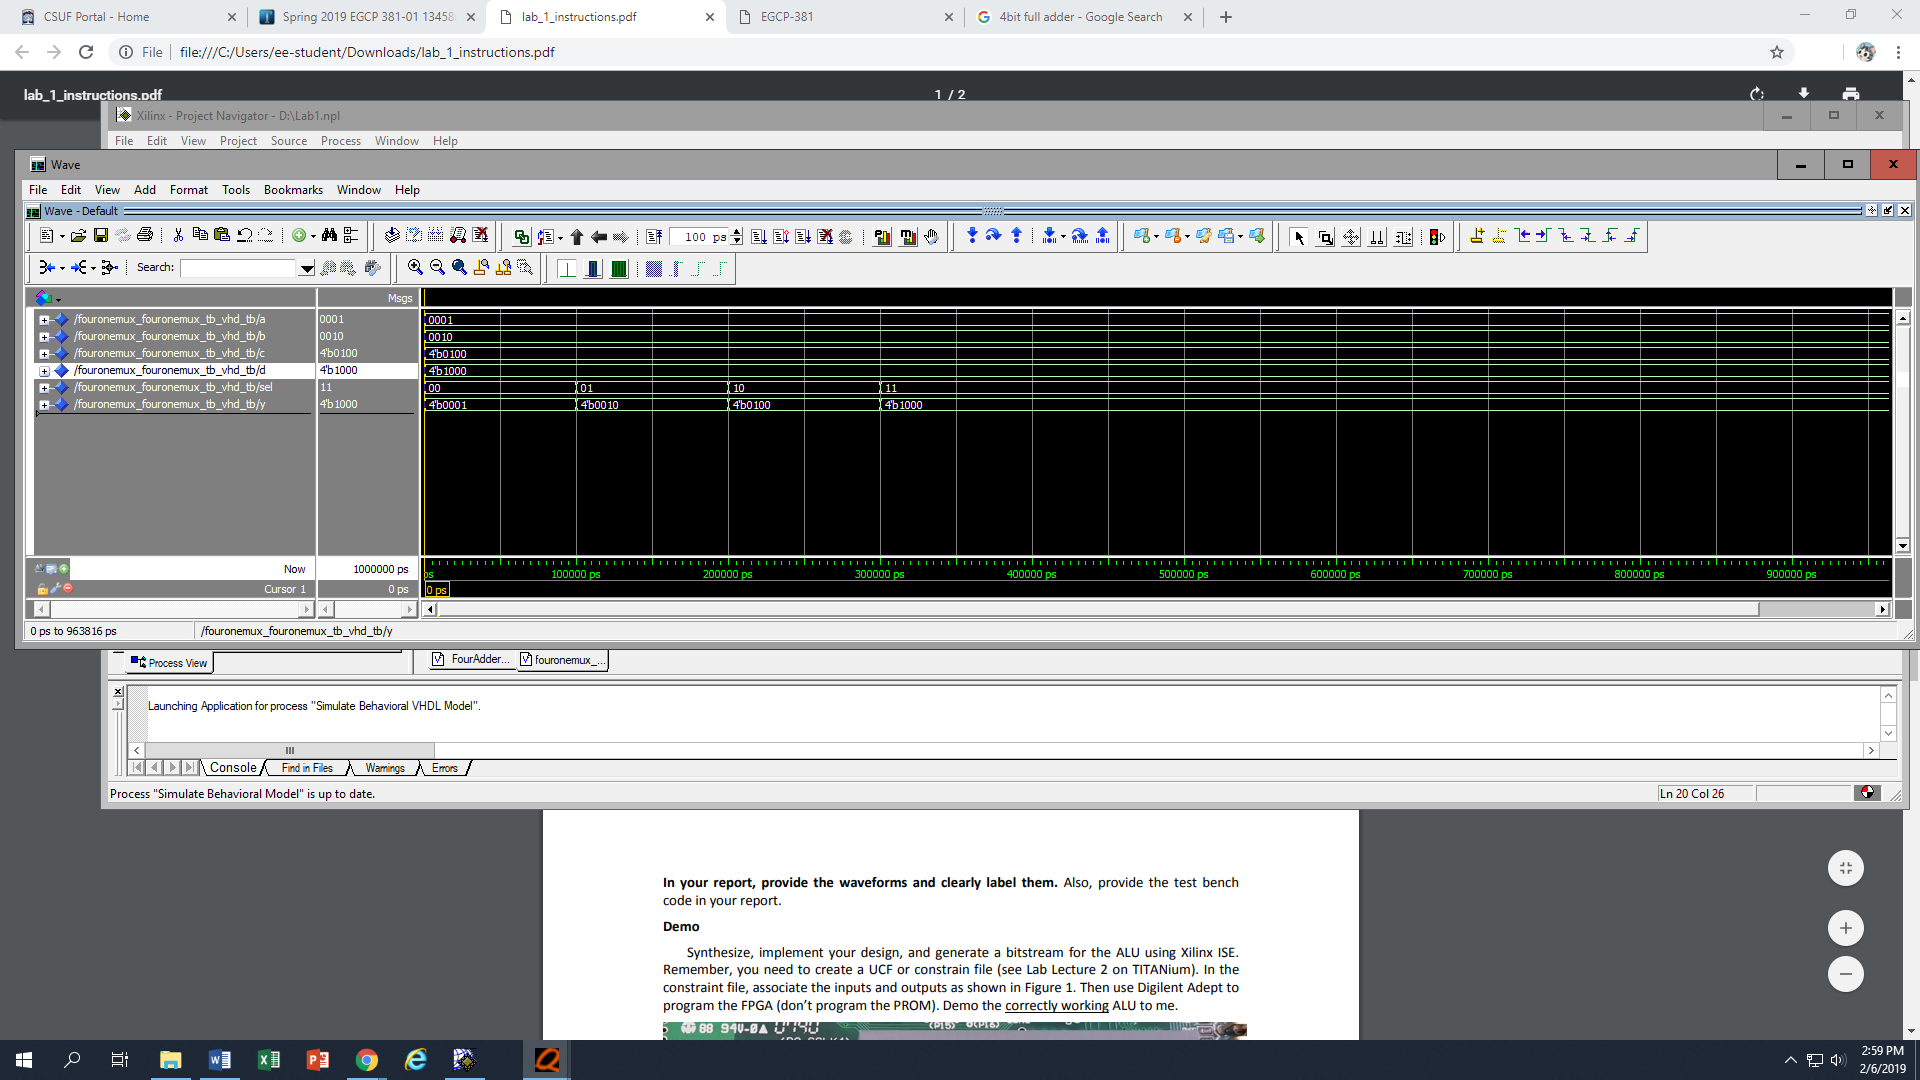 CSUF Portal - Home
Spring 2019 EGCP 381-01 13458
lab_1_instructions.pdf
EGCP-381
4bit full adder - Google Search
File
file:///C:/Users/ee-student/Downloads/lab_1_instructions.pdf
lab_1_instructions.pdf
1 / 2
Xilinx - Project Navigator - D:\Lab1.npl
File Edit View Project Source Process Window Help
Wave
File Edit View Add Format Tools Bookmarks Window Help
Wave - Default
100 ps
Search:
Msgs
/fouronemux_fouronemux_tb_vhd_tb/a 0001 0001
/fouronemux_fouronemux_tb_vhd_tb/b 0010 0010
/fouronemux_fouronemux_tb_vhd_tb/c 4'b0100 4'b0100
/fouronemux_fouronemux_tb_vhd_tb/d 4'b1000 4'b1000
/fouronemux_fouronemux_tb_vhd_tb/sel 11 00 01 10 11
/fouronemux_fouronemux_tb_vhd_tb/y 4'b1000 4'b0001 4'b0010 4'b0100 4'b1000
Now 1000000 ps ps 100000 ps 200000 ps 300000 ps 400000 ps 500000 ps 600000 ps 700000 ps 800000 ps 900000 ps
Cursor 1 0 ps 0 ps
0 ps to 963816 ps /fouronemux_fouronemux_tb_vhd_tb/y
Process View FourAdder... fouronemux_...
Launching Application for process "Simulate Behavioral VHDL Model".
Console Find in Files Warnings Errors
Process "Simulate Behavioral Model" is up to date.
Ln 20 Col 26
In your report, provide the waveforms and clearly label them. Also, provide the test bench
code in your report.
Demo
Synthesize, implement your design, and generate a bitstream for the ALU using Xilinx ISE.
Remember, you need to create a UCF or constrain file (see Lab Lecture 2 on TITANium). In the
constraint file, associate the inputs and outputs as shown in Figure 1. Then use Digilent Adept to
program the FPGA (don't program the PROM). Demo the correctly working ALU to me.
88 94V-0
2:59 PM
2/6/2019